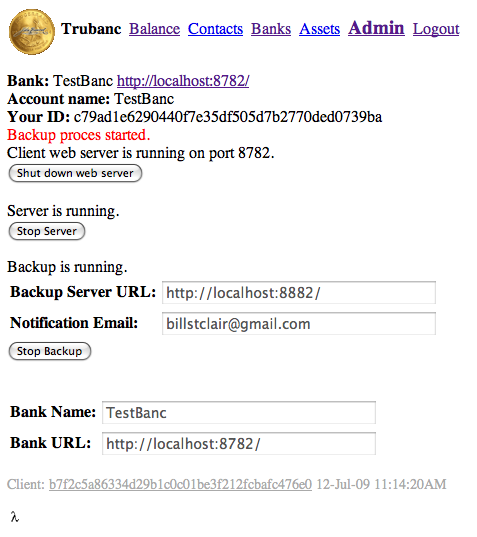 Trubanc Balance Contacts Banks Assets Admin Logout
Bank: TestBanc http://localhost:8782/
Account name: TestBanc
Your ID: c79ad1e6290440f7e35df505d7b2770ded0739ba
Backup proces started.
Client web server is running on port 8782.
Shut down web server
Server is running.
Stop Server
Backup is running.
Backup Server URL: http://localhost:8882/
Notification Email: billstclair@gmail.com
Stop Backup
Bank Name: TestBanc
Bank URL: http://localhost:8782/
Client: b7f2c5a86334d29b1c0c01be3f212fcbafc476e0 12-Jul-09 11:14:20AM
λ